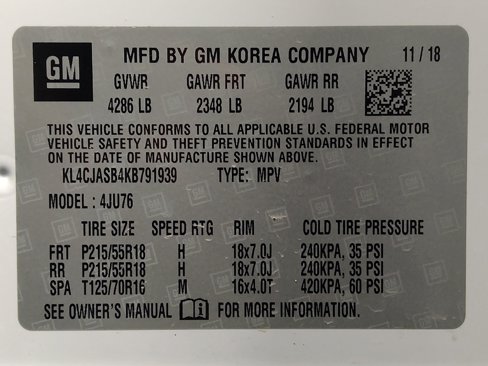 GM
MFD BY GM KOREA COMPANY 11/18
GVWR GAWR FRT GAWR RR
4286 LB 2348 LB 2194 LB
THIS VEHICLE CONFORMS TO ALL APPLICABLE U.S. FEDERAL MOTOR
VEHICLE SAFETY AND THEFT PREVENTION STANDARDS IN EFFECT
ON THE DATE OF MANUFACTURE SHOWN ABOVE.
KL4CJASB4KB791939 TYPE: MPV
MODEL: 4JU76
TIRE SIZE SPEED RTG RIM COLD TIRE PRESSURE
FRT P215/55R18 H 18x7.0J 240KPA, 35 PSI
RR P215/55R18 H 18x7.0J 240KPA, 35 PSI
SPA T125/70R16 M 16x4.0T 420KPA, 60 PSI
SEE OWNER'S MANUAL FOR MORE INFORMATION.